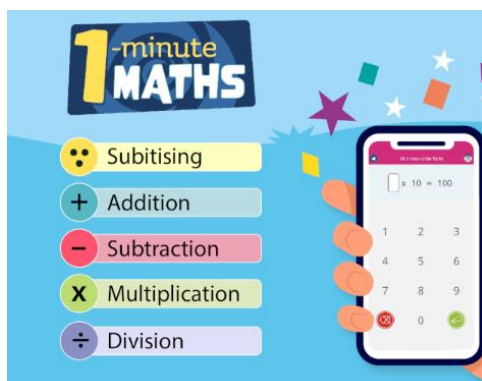 1-minute
MATHS
Subitising
+ Addition
− Subtraction
x Multiplication
÷ Division
x 10 = 100
1 2 3
4 5 6
7 8 9
0